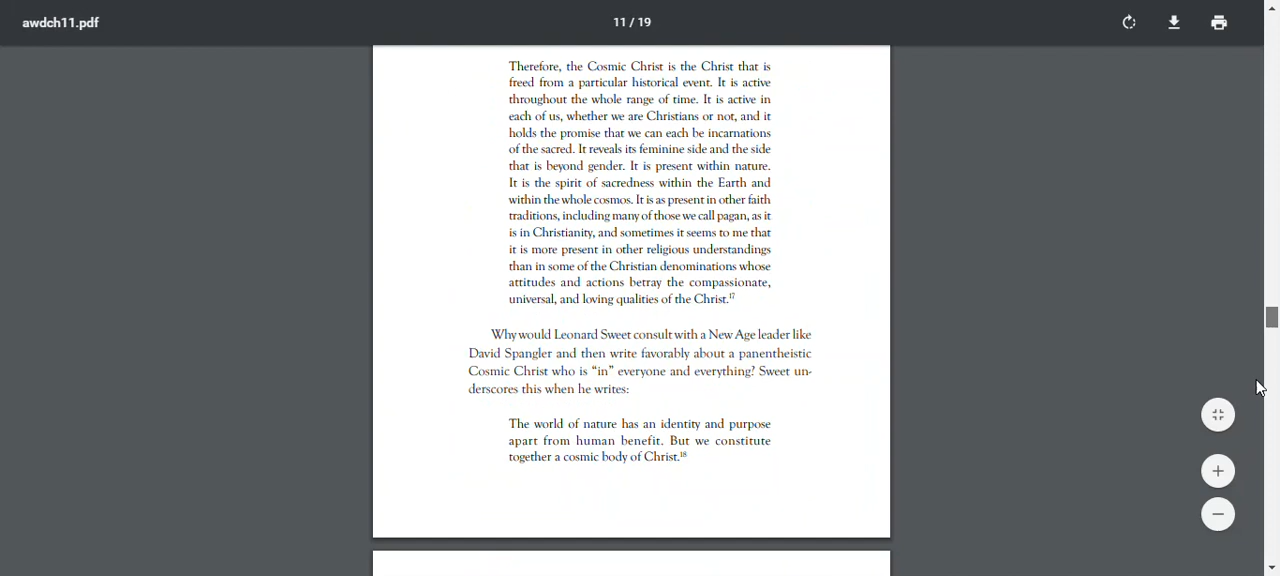 awdch11.pdf
11 / 19
Therefore, the Cosmic Christ is the Christ that is
freed from a particular historical event. It is active
throughout the whole range of time. It is active in
each of us, whether we are Christians or not, and it
holds the promise that we can each be incarnations
of the sacred. It reveals its feminine side and the side
that is beyond gender. It is present within nature.
It is the spirit of sacredness within the Earth and
within the whole cosmos. It is as present in other faith
traditions, including many of those we call pagan, as it
is in Christianity, and sometimes it seems to me that
it is more present in other religious understandings
than in some of the Christian denominations whose
attitudes and actions betray the compassionate,
universal, and loving qualities of the Christ.17
Why would Leonard Sweet consult with a New Age leader like
David Spangler and then write favorably about a panentheistic
Cosmic Christ who is “in” everyone and everything? Sweet un-
derscores this when he writes:
The world of nature has an identity and purpose
apart from human benefit. But we constitute
together a cosmic body of Christ.18